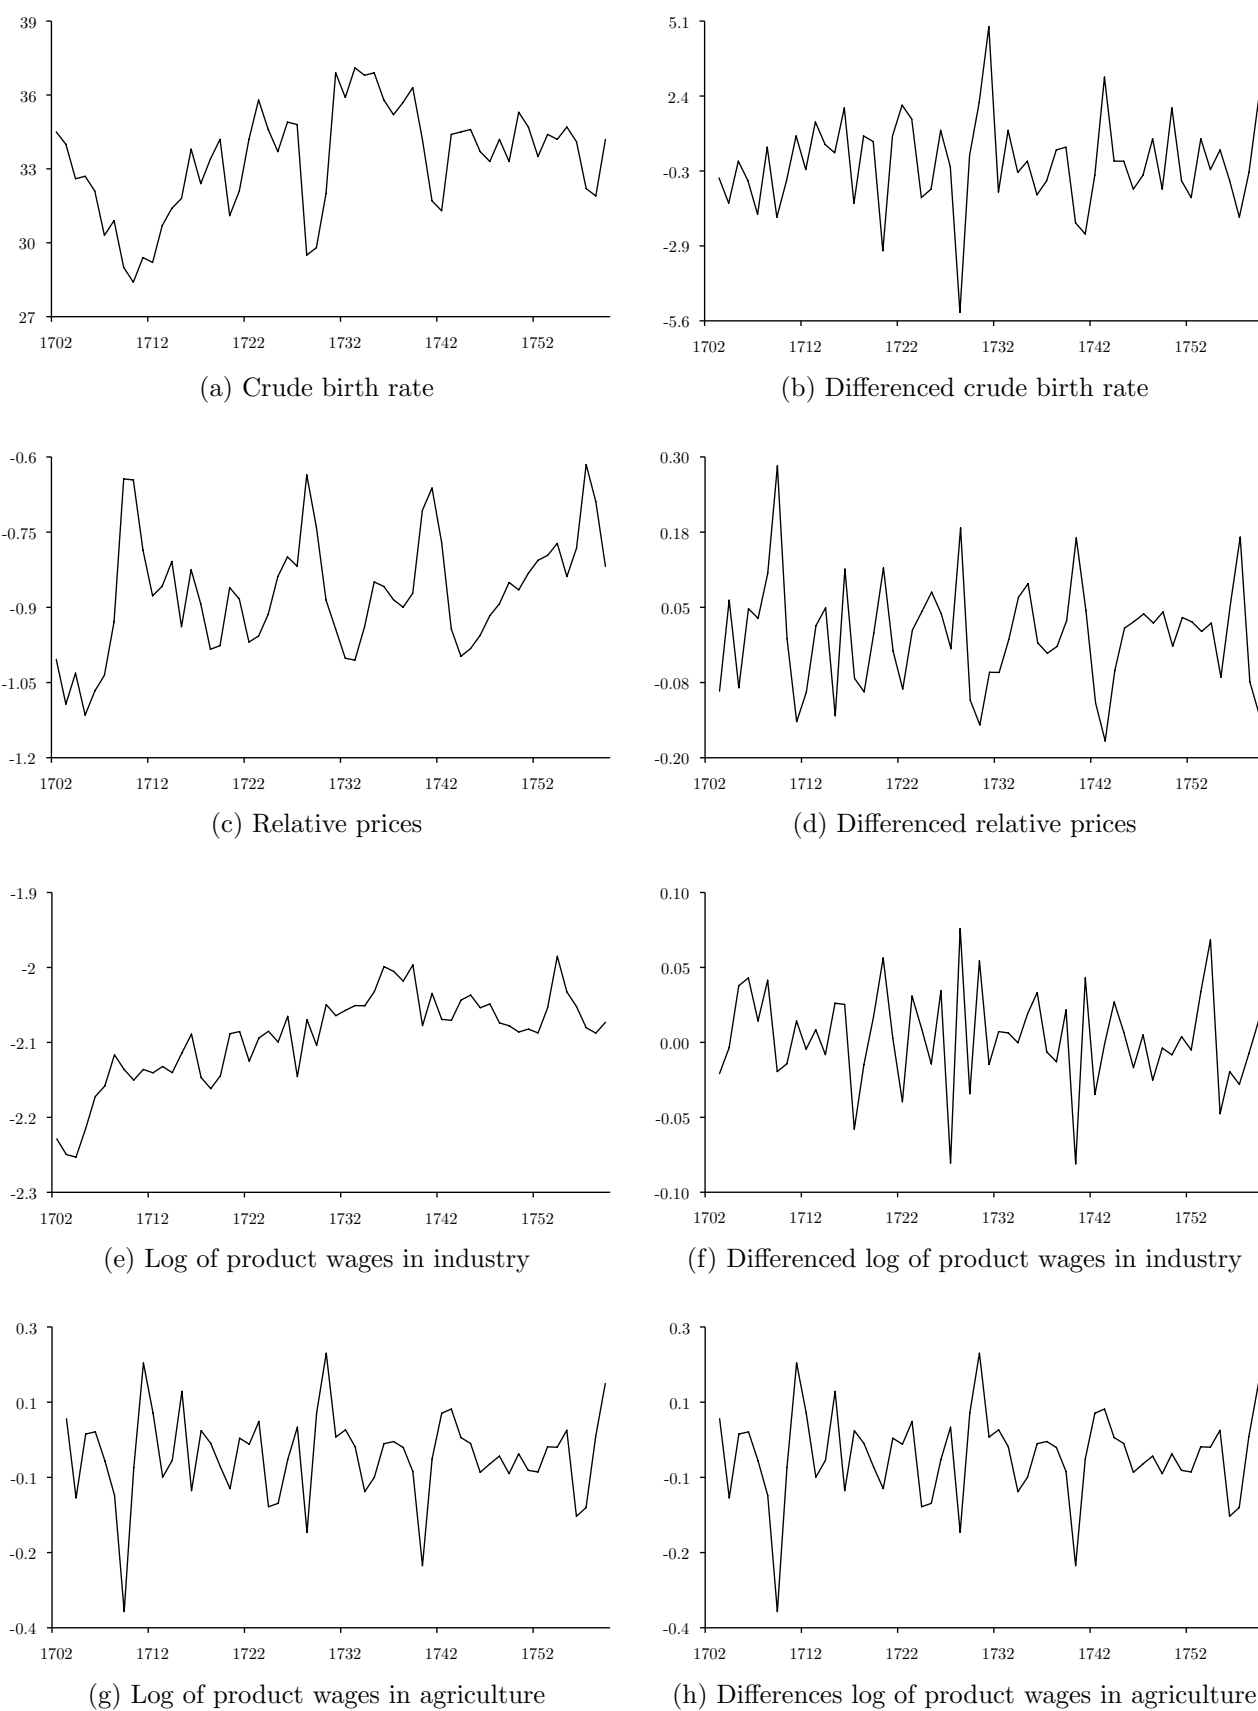 39
36
33
30
27
1702 1712 1722 1732 1742 1752
(a) Crude birth rate
5.1
2.4
-0.3
-2.9
-5.6
1702 1712 1722 1732 1742 1752
(b) Differenced crude birth rate
-0.6
-0.75
-0.9
-1.05
-1.2
1702 1712 1722 1732 1742 1752
(c) Relative prices
0.30
0.18
0.05
-0.08
-0.20
1702 1712 1722 1732 1742 1752
(d) Differenced relative prices
-1.9
-2
-2.1
-2.2
-2.3
1702 1712 1722 1732 1742 1752
(e) Log of product wages in industry
0.10
0.05
0.00
-0.05
-0.10
1702 1712 1722 1732 1742 1752
(f) Differenced log of product wages in industry
0.3
0.1
-0.1
-0.2
-0.4
1702 1712 1722 1732 1742 1752
(g) Log of product wages in agriculture
0.3
0.1
-0.1
-0.2
-0.4
1702 1712 1722 1732 1742 1752
(h) Differences log of product wages in agriculture